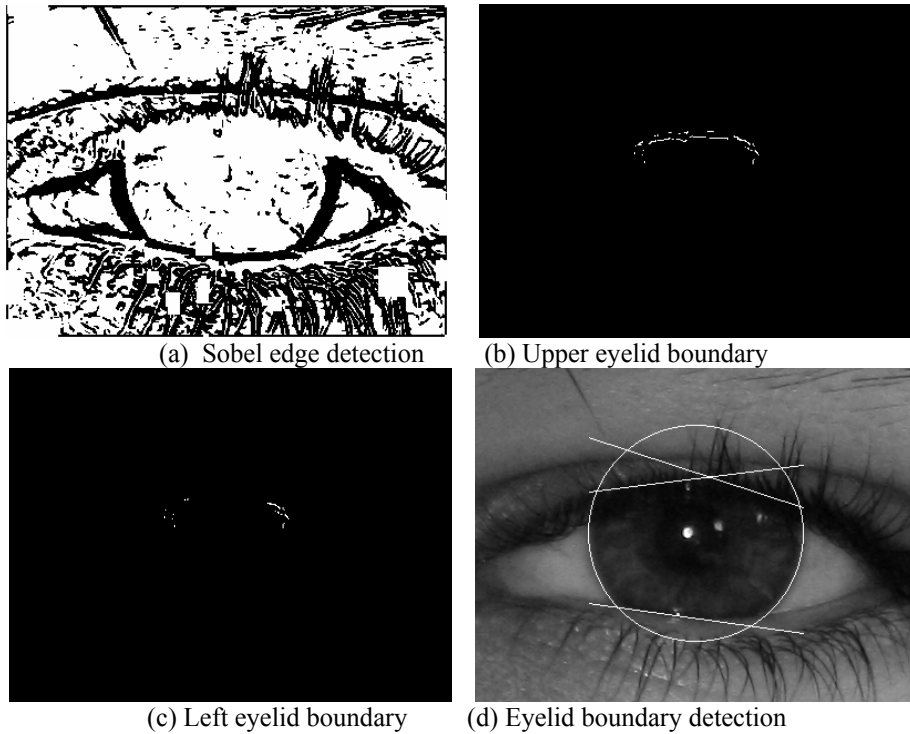 (a) Sobel edge detection
(b) Upper eyelid boundary
(c) Left eyelid boundary
(d) Eyelid boundary detection